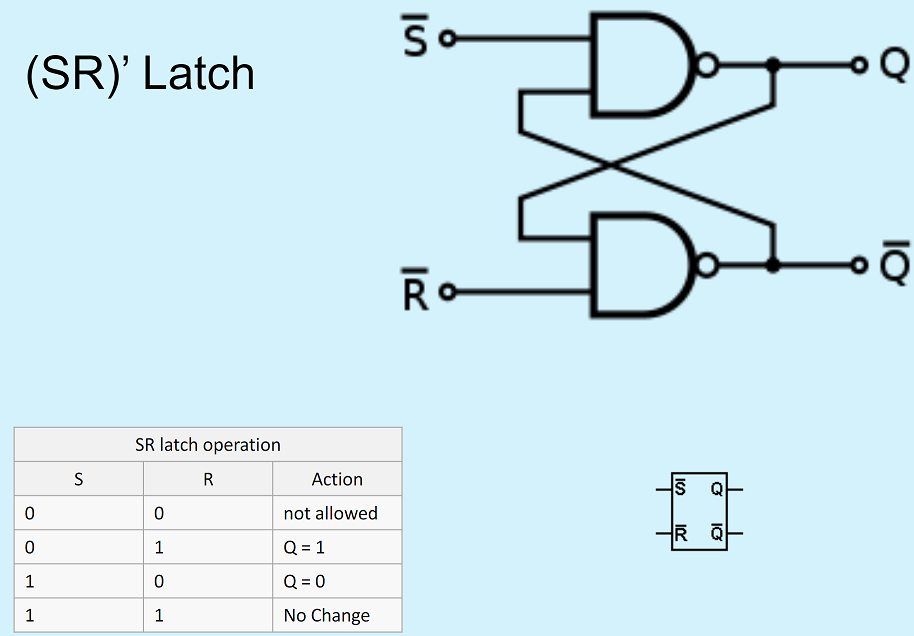 (SR)’ Latch
S̅ Q
R̅ Q̅
SR latch operation
S R Action
0 0 not allowed
0 1 Q = 1
1 0 Q = 0
1 1 No Change
S̅ Q
R̅ Q̅